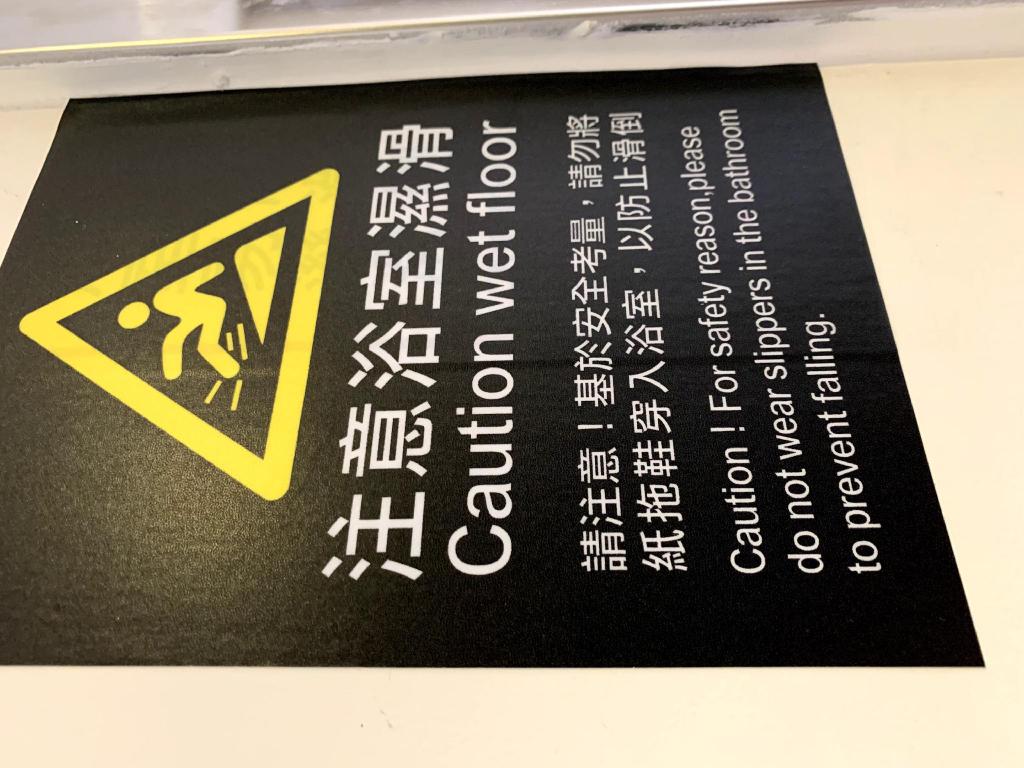 注意浴室濕滑
Caution wet floor
請注意！基於安全考量，請勿將
紙拖鞋穿入浴室，以防止滑倒
Caution ! For safety reason,please
do not wear slippers in the bathroom
to prevent falling.